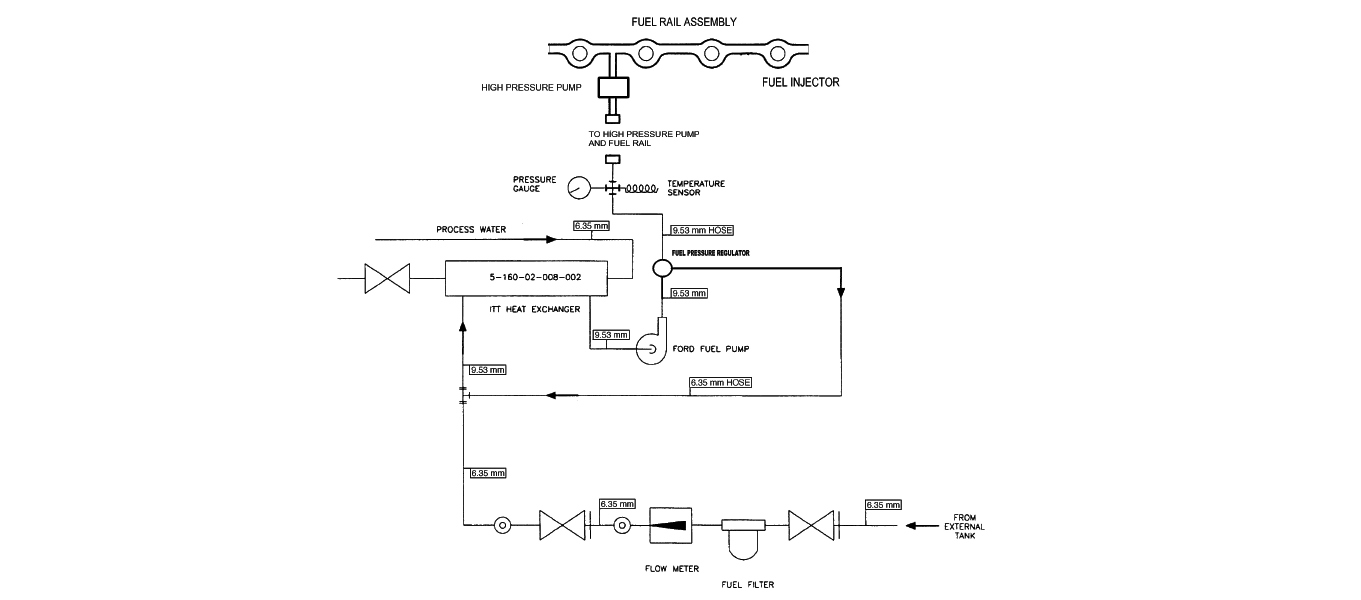 FUEL RAIL ASSEMBLY
FUEL INJECTOR
HIGH PRESSURE PUMP
TO HIGH PRESSURE PUMP
AND FUEL RAIL
PRESSURE
GAUGE
TEMPERATURE
SENSOR
PROCESS WATER
6.35 mm
9.53 mm HOSE
FUEL PRESSURE REGULATOR
5-160-02-008-002
9.53 mm
ITT HEAT EXCHANGER
9.53 mm
FORD FUEL PUMP
9.53 mm
6.35 mm HOSE
6.35 mm
6.35 mm
6.35 mm
FROM
EXTERNAL
TANK
FLOW METER
FUEL FILTER